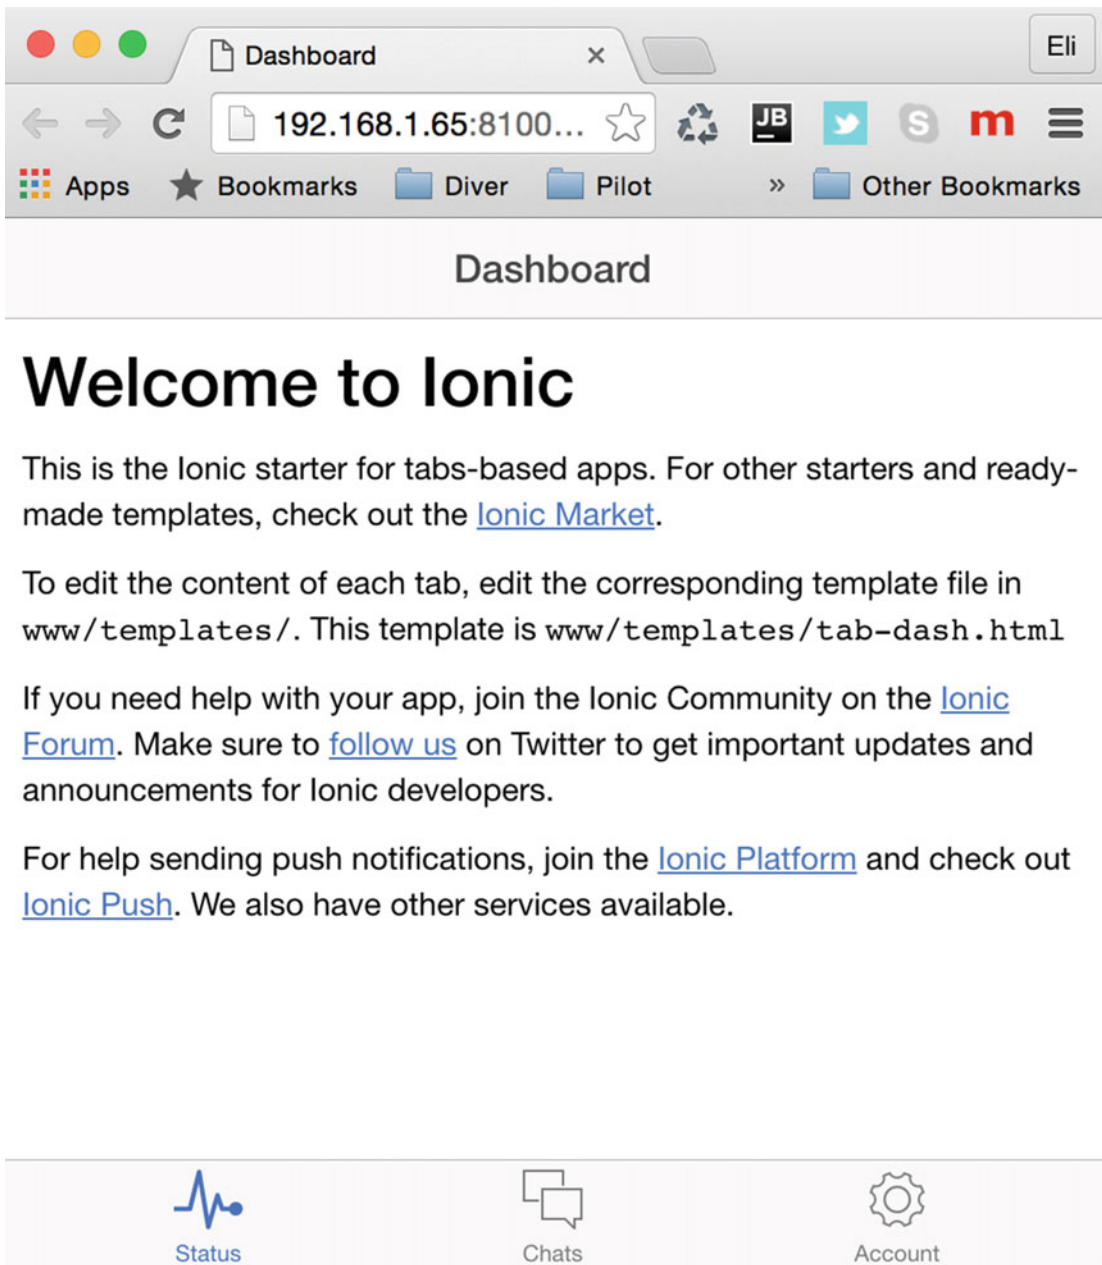 Dashboard
Eli
192.168.1.65:8100...
JB
S
m
Apps
Bookmarks
Diver
Pilot
»
Other Bookmarks
Dashboard
Welcome to Ionic
This is the Ionic starter for tabs-based apps. For other starters and ready-
made templates, check out the Ionic Market.
To edit the content of each tab, edit the corresponding template file in
www/templates/. This template is www/templates/tab-dash.html
If you need help with your app, join the Ionic Community on the Ionic
Forum. Make sure to follow us on Twitter to get important updates and
announcements for Ionic developers.
For help sending push notifications, join the Ionic Platform and check out
Ionic Push. We also have other services available.
Status
Chats
Account